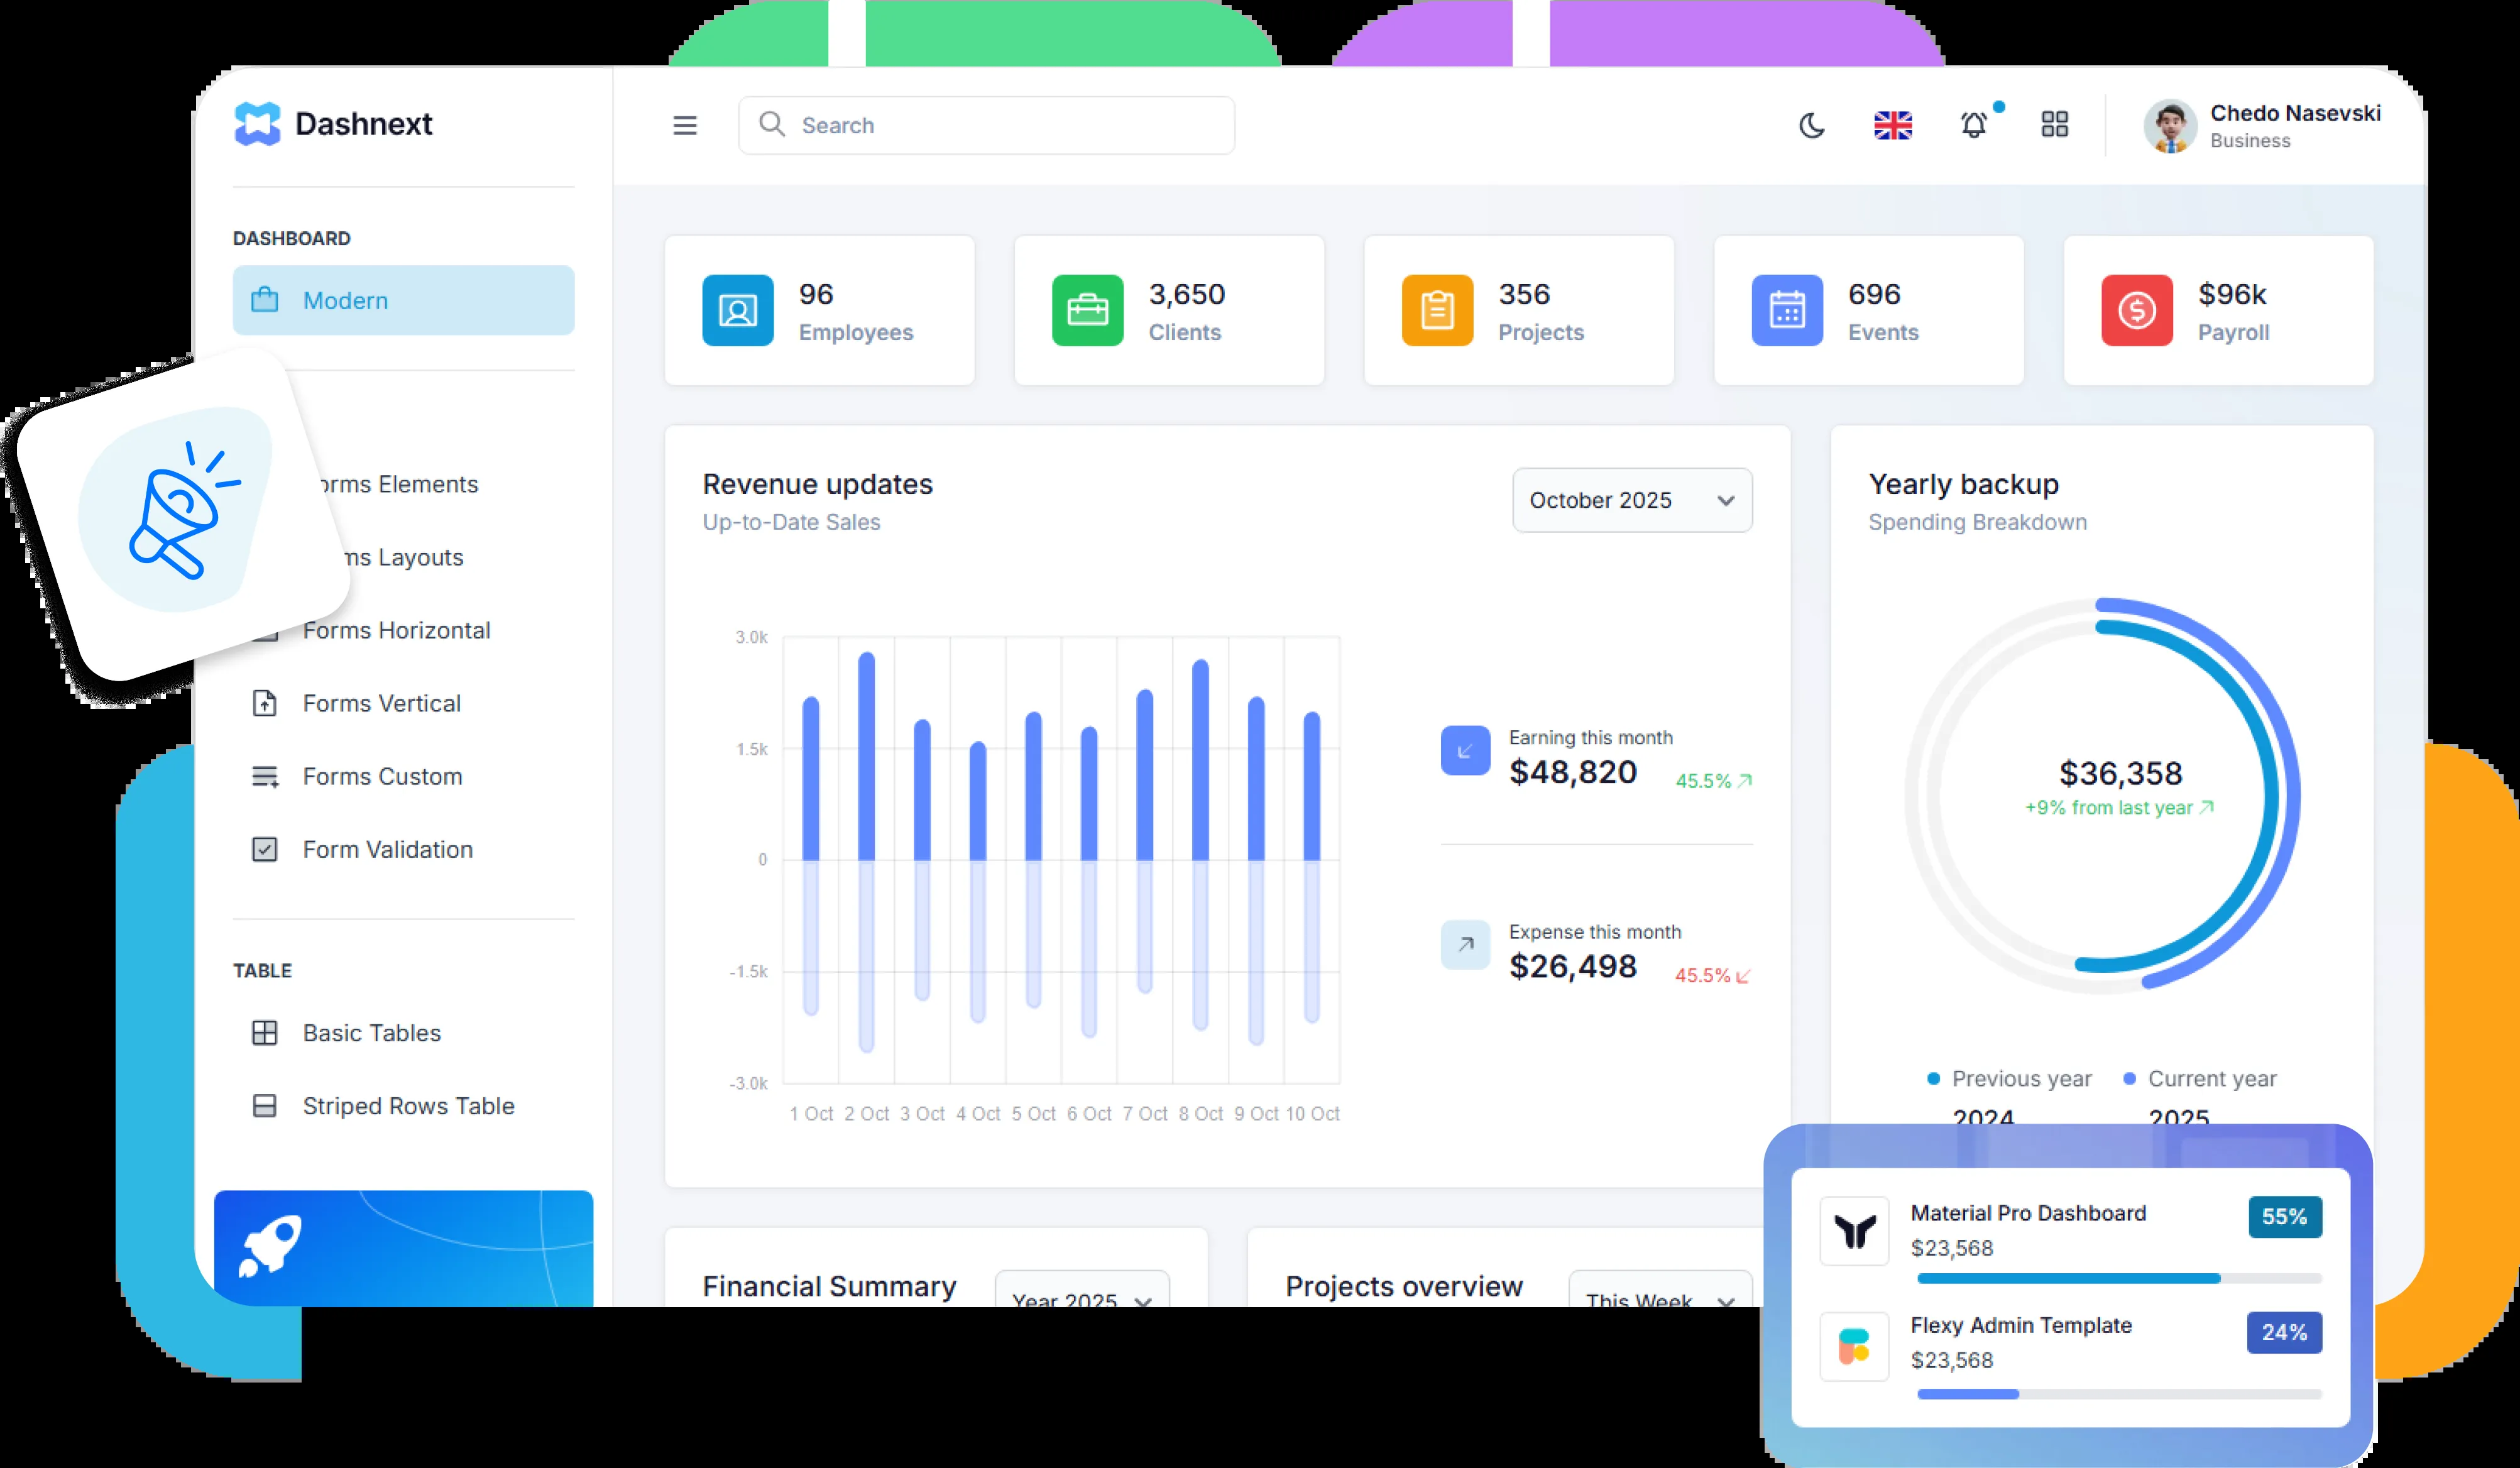 Dashnext
Search
Chedo Nasevski
Business
DASHBOARD
Modern
orms Elements
ms Layouts
Forms Horizontal
Forms Vertical
Forms Custom
Form Validation
TABLE
Basic Tables
Striped Rows Table
96
Employees
3,650
Clients
356
Projects
696
Events
$96k
Payroll
Revenue updates
Up-to-Date Sales
October 2025
3.0k
1.5k
0
-1.5k
-3.0k
1 Oct 2 Oct 3 Oct 4 Oct 5 Oct 6 Oct 7 Oct 8 Oct 9 Oct 10 Oct
Earning this month
$48,820 45.5%
Expense this month
$26,498 45.5%
Yearly backup
Spending Breakdown
$36,358
+9% from last year
Previous year Current year
2024 2025
Financial Summary
Year 2025
Projects overview
This Week
Material Pro Dashboard
55%
$23,568
Flexy Admin Template
24%
$23,568